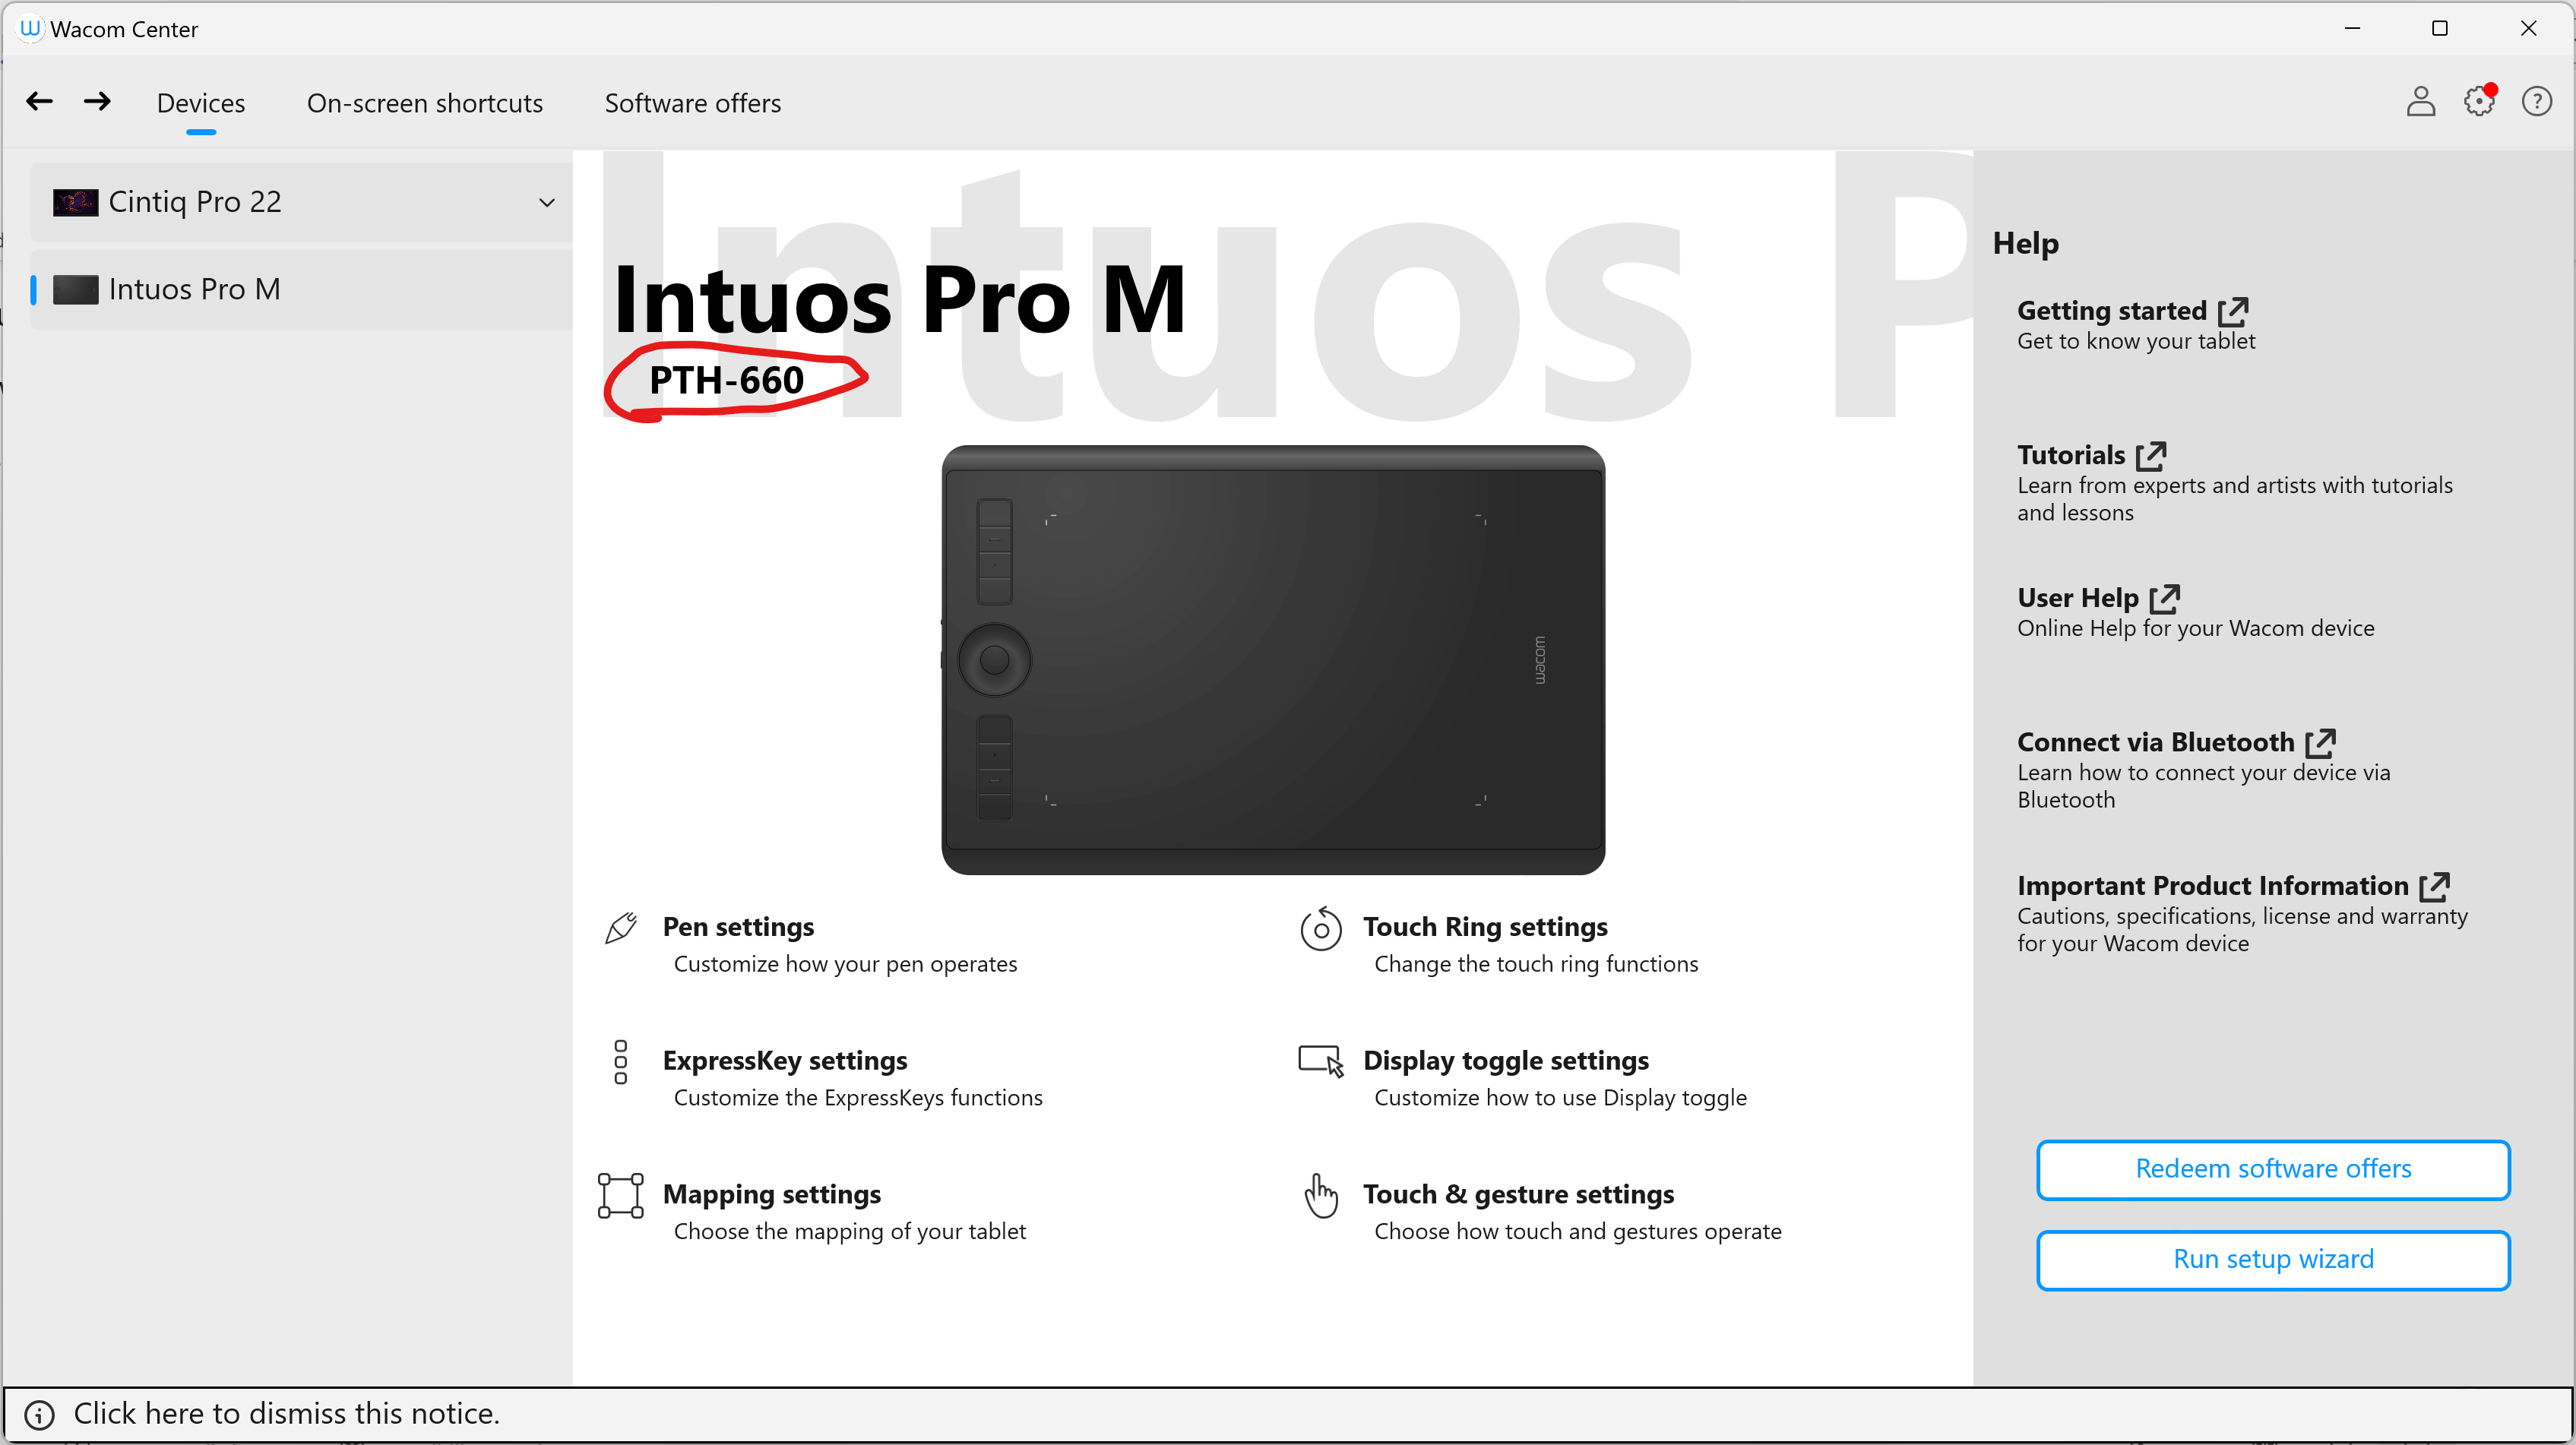 Wacom Center
Devices
On-screen shortcuts
Software offers
Cintiq Pro 22
Intuos Pro M
Intuos P
Intuos Pro M
PTH-660
wacom
Pen settings
Customize how your pen operates
Touch Ring settings
Change the touch ring functions
ExpressKey settings
Customize the ExpressKeys functions
Display toggle settings
Customize how to use Display toggle
Mapping settings
Choose the mapping of your tablet
Touch & gesture settings
Choose how touch and gestures operate
Help
Getting started
Get to know your tablet
Tutorials
Learn from experts and artists with tutorials
and lessons
User Help
Online Help for your Wacom device
Connect via Bluetooth
Learn how to connect your device via
Bluetooth
Important Product Information
Cautions, specifications, license and warranty
for your Wacom device
Redeem software offers
Run setup wizard
Click here to dismiss this notice.